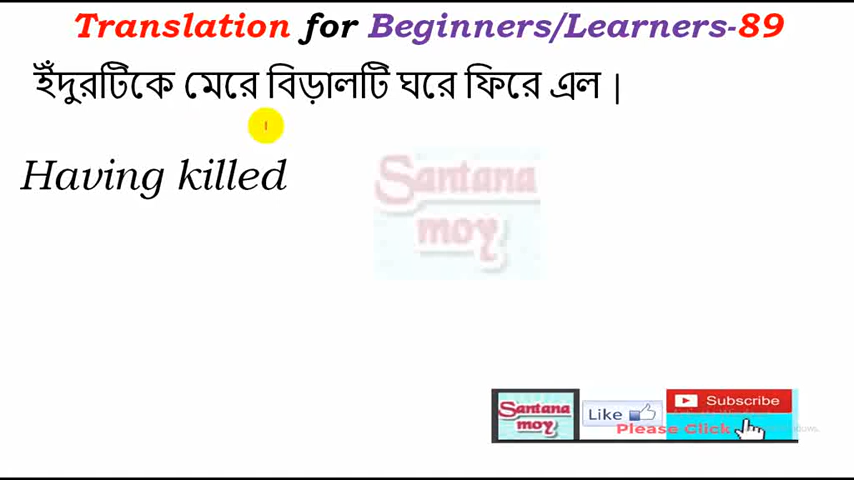 Translation for Beginners/Learners-89
ইঁদুরটিকে মেরে বিড়ালটি ঘরে ফিরে এল |
Having killed
Santana
moy
Santana
moy
Like
Subscribe
Please Click